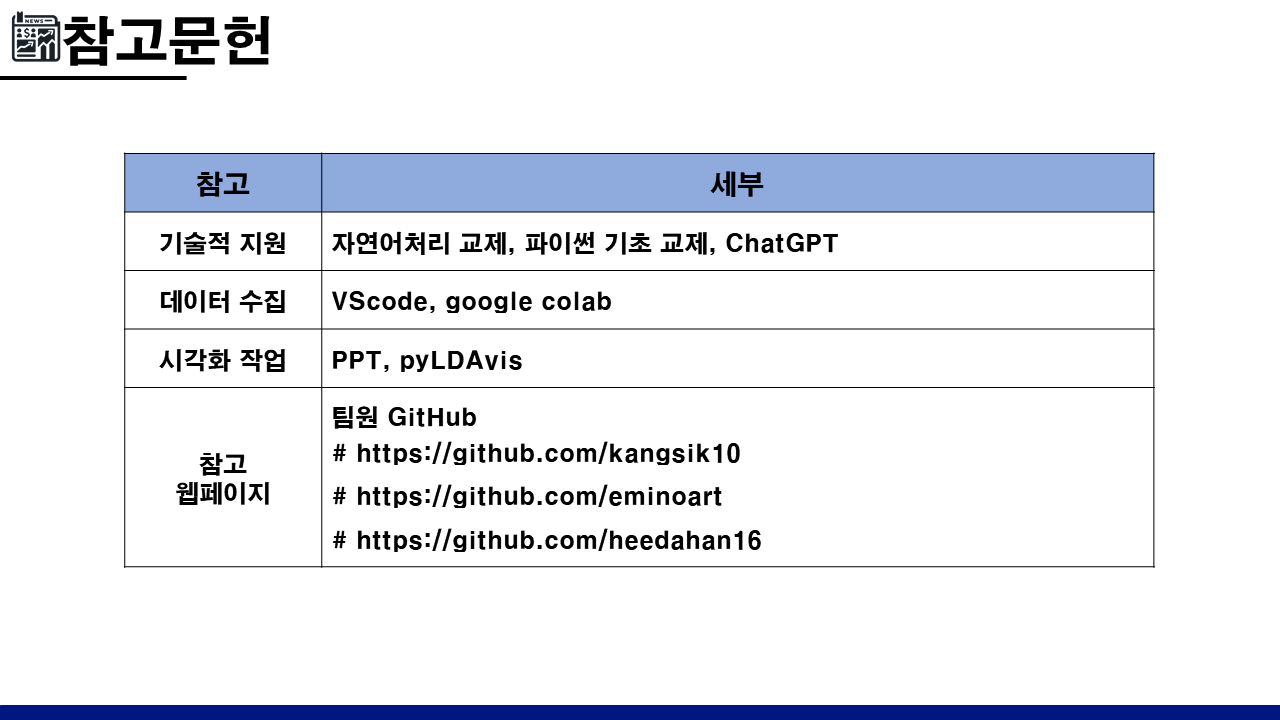 NEWS
참고문헌
참고 세부
기술적 지원 자연어처리 교제, 파이썬 기초 교제, ChatGPT
데이터 수집 VScode, google colab
시각화 작업 PPT, pyLDAvis
참고
웹페이지
팀원 GitHub
# https://github.com/kangsik10
# https://github.com/eminoart
# https://github.com/heedahan16